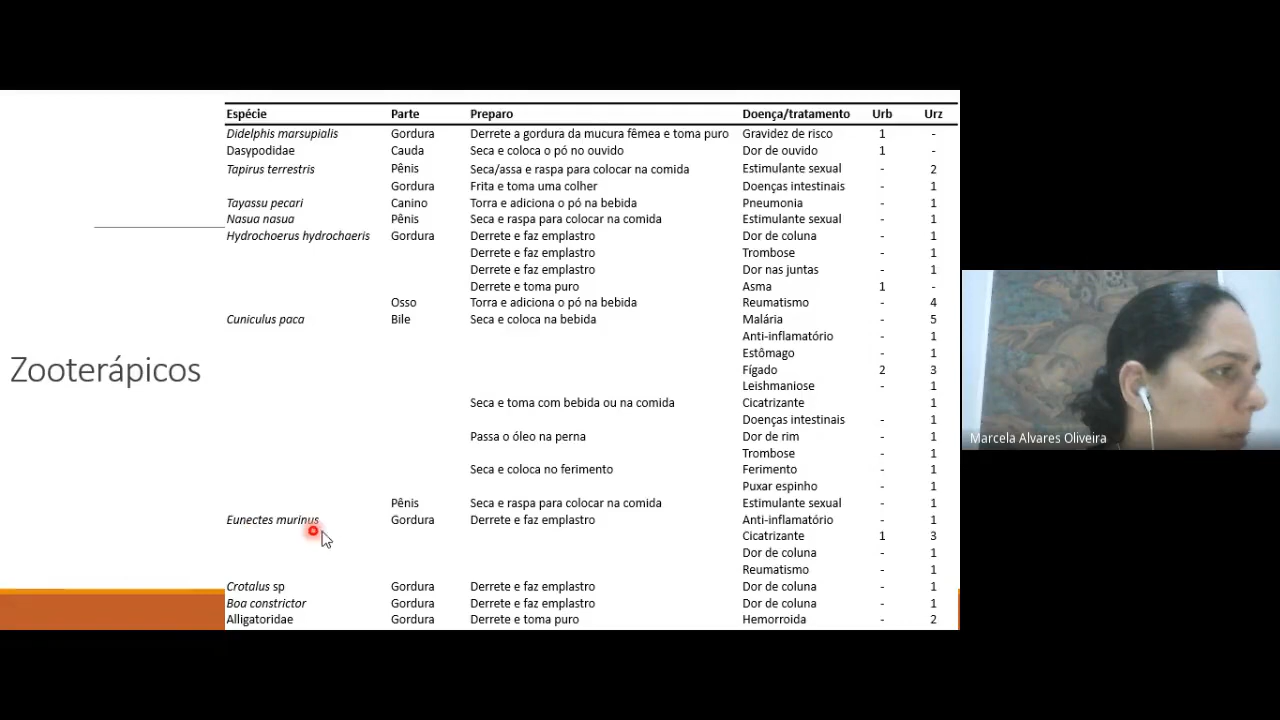 Espécie Parte Preparo Doença/tratamento Urb Urz
Didelphis marsupialis Gordura Derrete a gordura da mucura fêmea e toma puro Gravidez de risco 1 -
Dasypodidae Cauda Seca e coloca o pó no ouvido Dor de ouvido 1 -
Tapirus terrestris Pênis Seca/assa e raspa para colocar na comida Estimulante sexual - 2
Gordura Frita e toma uma colher Doenças intestinais - 1
Tayassu pecari Canino Torra e adiciona o pó na bebida Pneumonia - 1
Nasua nasua Pênis Seca e raspa para colocar na comida Estimulante sexual - 1
Hydrochoerus hydrochaeris Gordura Derrete e faz emplastro Dor de coluna - 1
Derrete e faz emplastro Trombose - 1
Derrete e faz emplastro Dor nas juntas - 1
Derrete e toma puro Asma 1 -
Osso Torra e adiciona o pó na bebida Reumatismo - 4
Cuniculus paca Bile Seca e coloca na bebida Malária - 5
Anti-inflamatório - 1
Estômago - 1
Fígado 2 3
Leishmaniose - 1
Seca e toma com bebida ou na comida Cicatrizante 1
Doenças intestinais - 1
Passa o óleo na perna Dor de rim - 1
Trombose - 1
Seca e coloca no ferimento Ferimento - 1
Puxar espinho - 1
Pênis Seca e raspa para colocar na comida Estimulante sexual - 1
Eunectes murinus Gordura Derrete e faz emplastro Anti-inflamatório - 1
Cicatrizante 1 3
Dor de coluna - 1
Reumatismo - 1
Crotalus sp Gordura Derrete e faz emplastro Dor de coluna - 1
Boa constrictor Gordura Derrete e faz emplastro Dor de coluna - 1
Alligatoridae Gordura Derrete e toma puro Hemorroida - 2
Zooterápicos
Marcela Alvares Oliveira